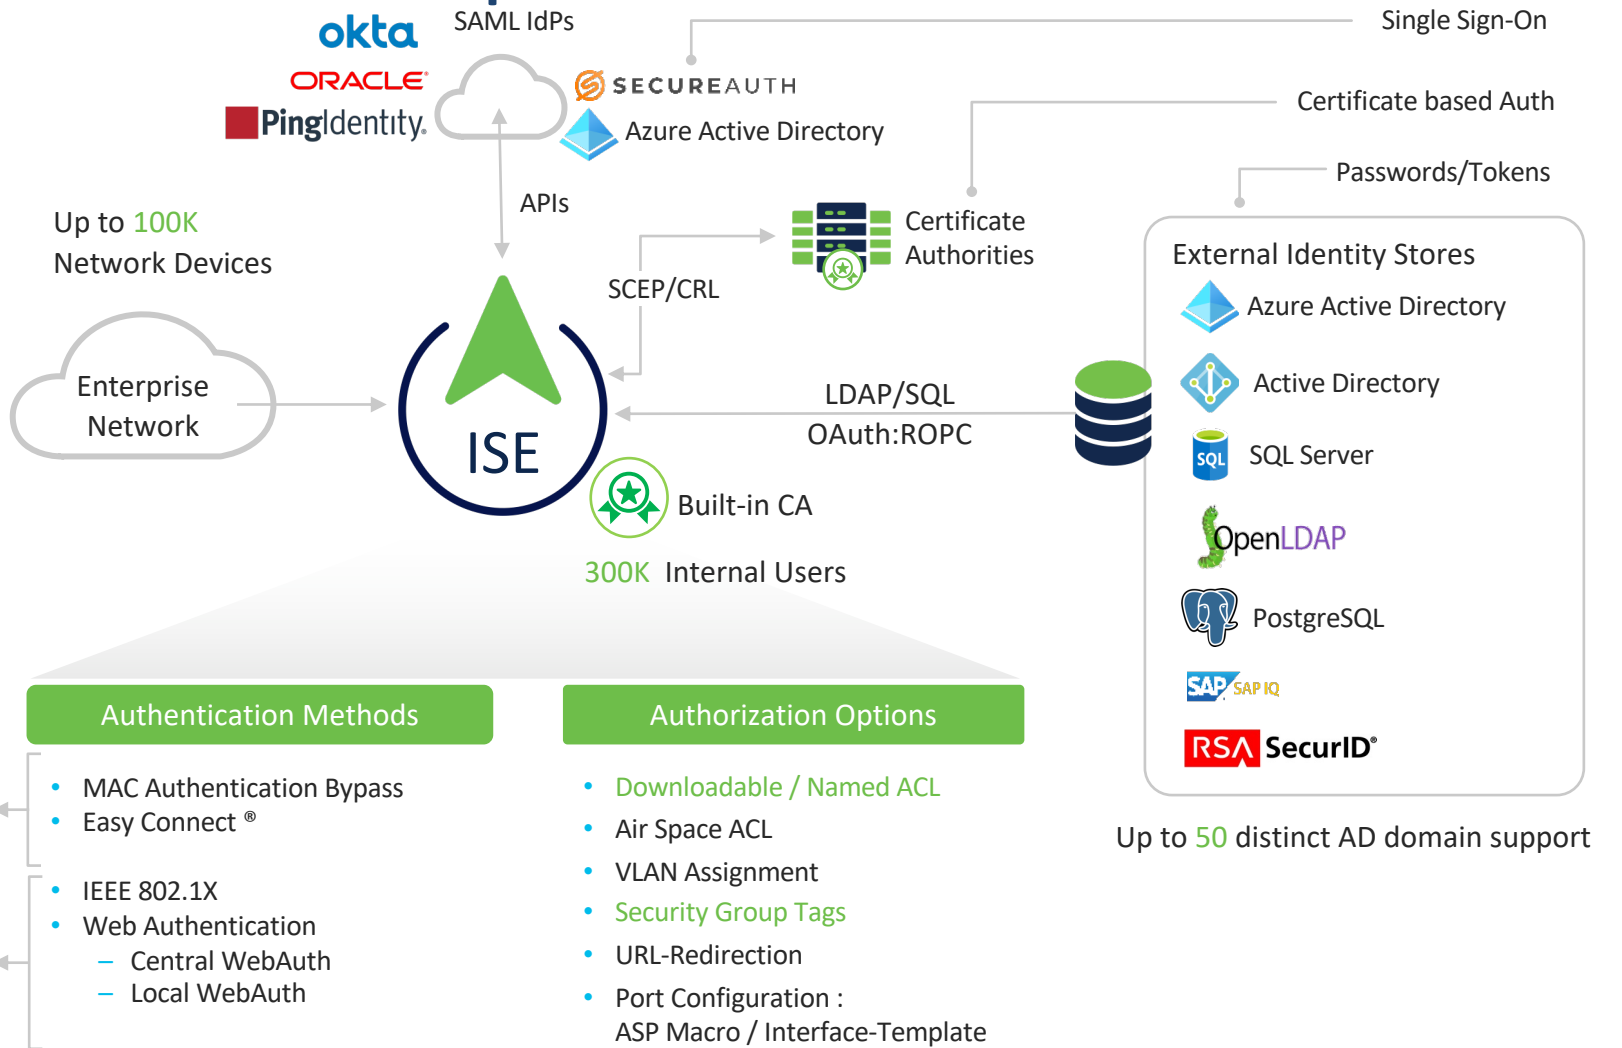 SAML IdPs
okta
ORACLE®
PingIdentity.
SECUREAUTH
Azure Active Directory
Single Sign-On
Certificate based Auth
Passwords/Tokens
APIs
Up to 100K
Network Devices
Enterprise
Network
SCEP/CRL
Certificate
Authorities
ISE
LDAP/SQL
OAuth:ROPC
Built-in CA
300K Internal Users
External Identity Stores
Azure Active Directory
Active Directory
SQL
SQL Server
OpenLDAP
PostgreSQL
SAP SAP IQ
RSA SecurID®
Up to 50 distinct AD domain support
Authentication Methods
• MAC Authentication Bypass
• Easy Connect ®
• IEEE 802.1X
• Web Authentication
– Central WebAuth
– Local WebAuth
Authorization Options
• Downloadable / Named ACL
• Air Space ACL
• VLAN Assignment
• Security Group Tags
• URL-Redirection
• Port Configuration :
ASP Macro / Interface-Template